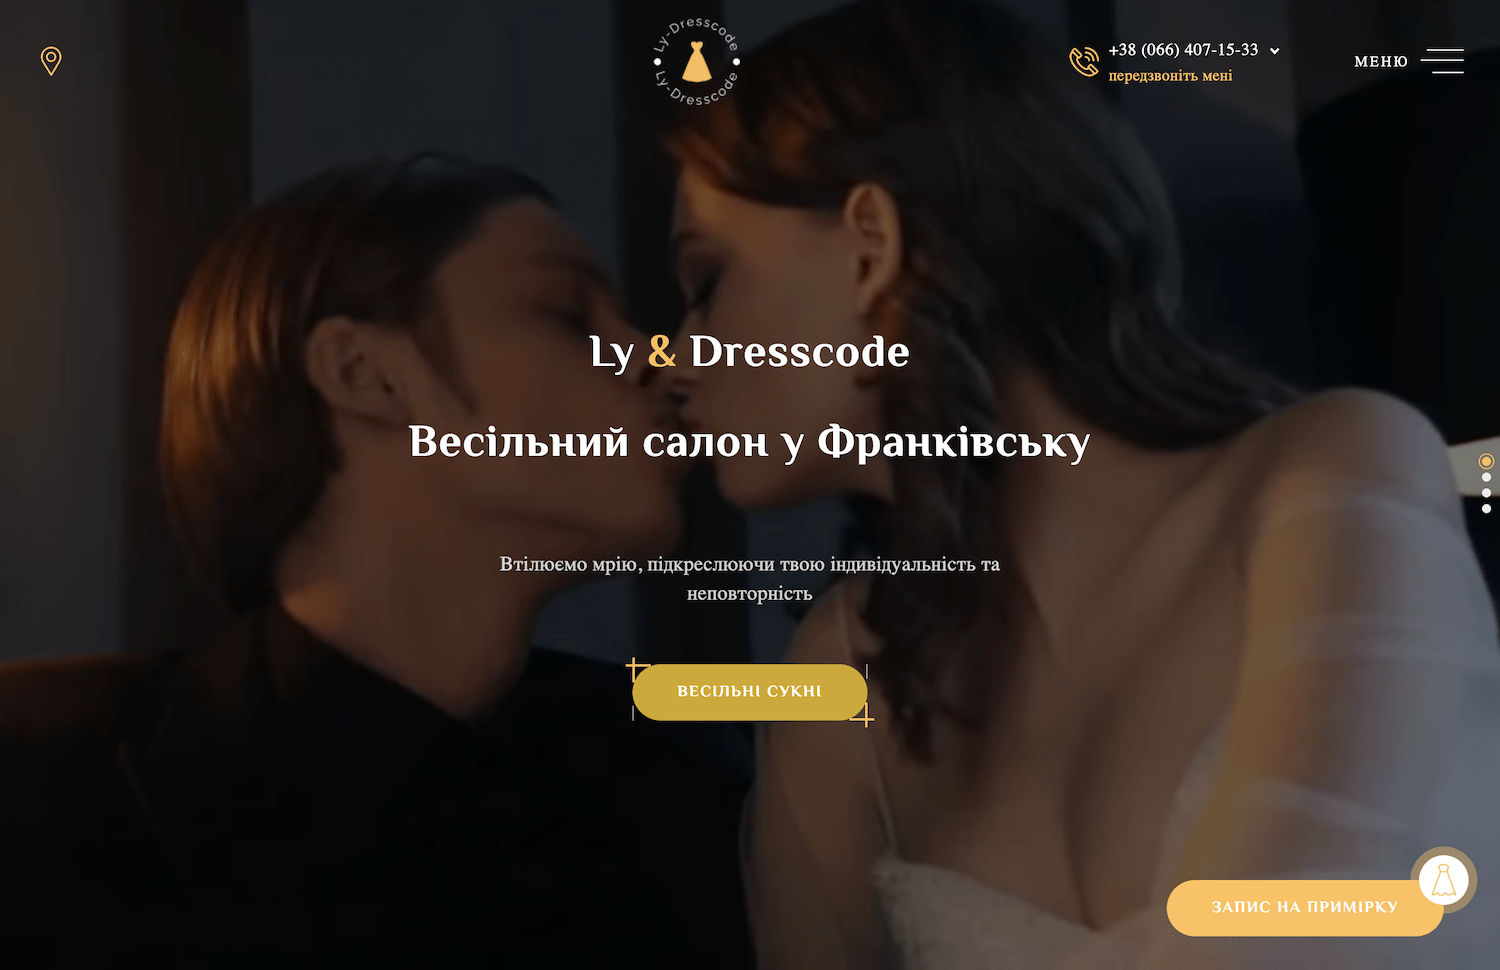 Ly-Dresscode
Ly-Dresscode
+38 (066) 407-15-33
передзвоніть мені
МЕНЮ
Ly & Dresscode
Весільний салон у Франківську
Втілюємо мрію, підкреслюючи твою індивідуальність та
неповторність
ВЕСІЛЬНІ СУКНІ
ЗАПИС НА ПРИМІРКУ